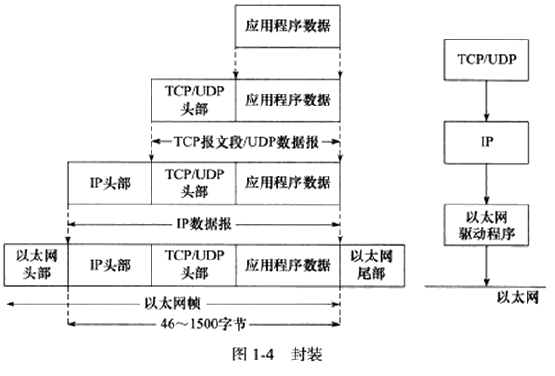 应用程序数据
TCP/UDP
头部
应用程序数据
TCP报文段/UDP数据报
IP头部
TCP/UDP
头部
应用程序数据
IP数据报
以太网
头部
IP头部
TCP/UDP
头部
应用程序数据
以太网
尾部
以太网帧
46～1500字节
TCP/UDP
IP
以太网
驱动程序
以太网
图 1-4 封装